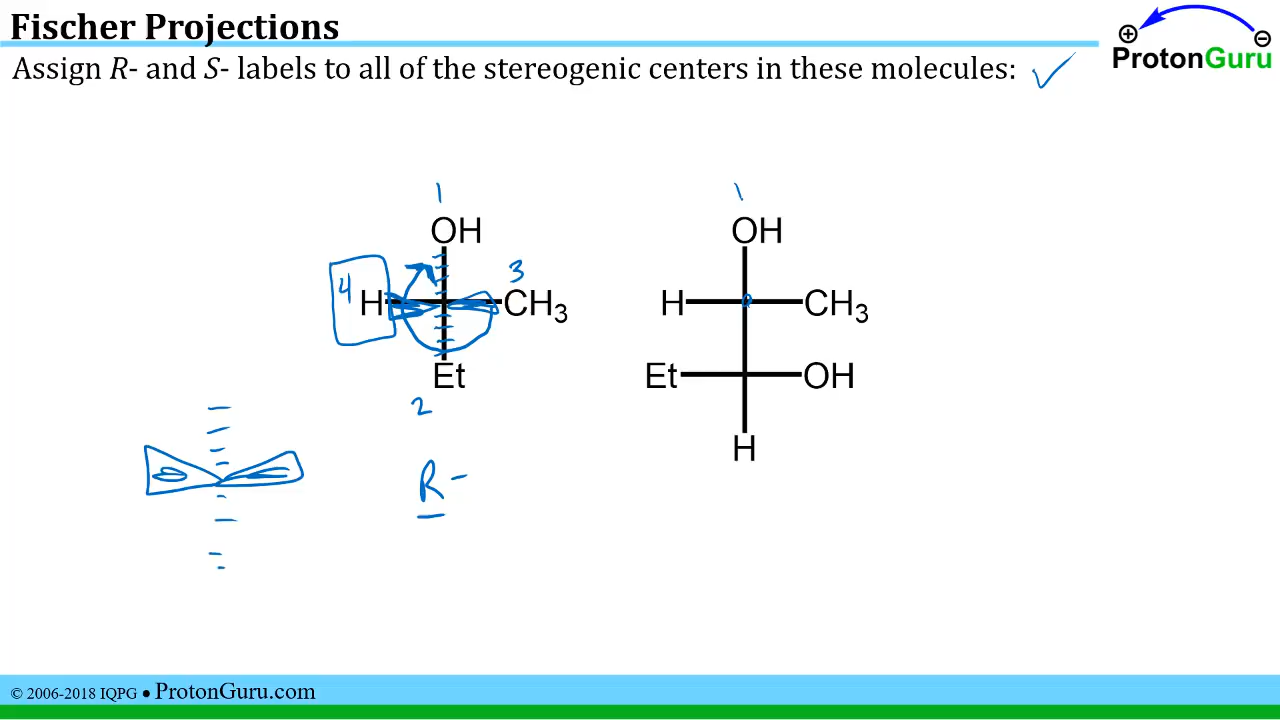 Fischer Projections
ProtonGuru
Assign R- and S- labels to all of the stereogenic centers in these molecules:
1 1
OH OH
4 H 3 CH3 H CH3
Et Et OH
2
H
R-
© 2006-2018 IQPG ● ProtonGuru.com